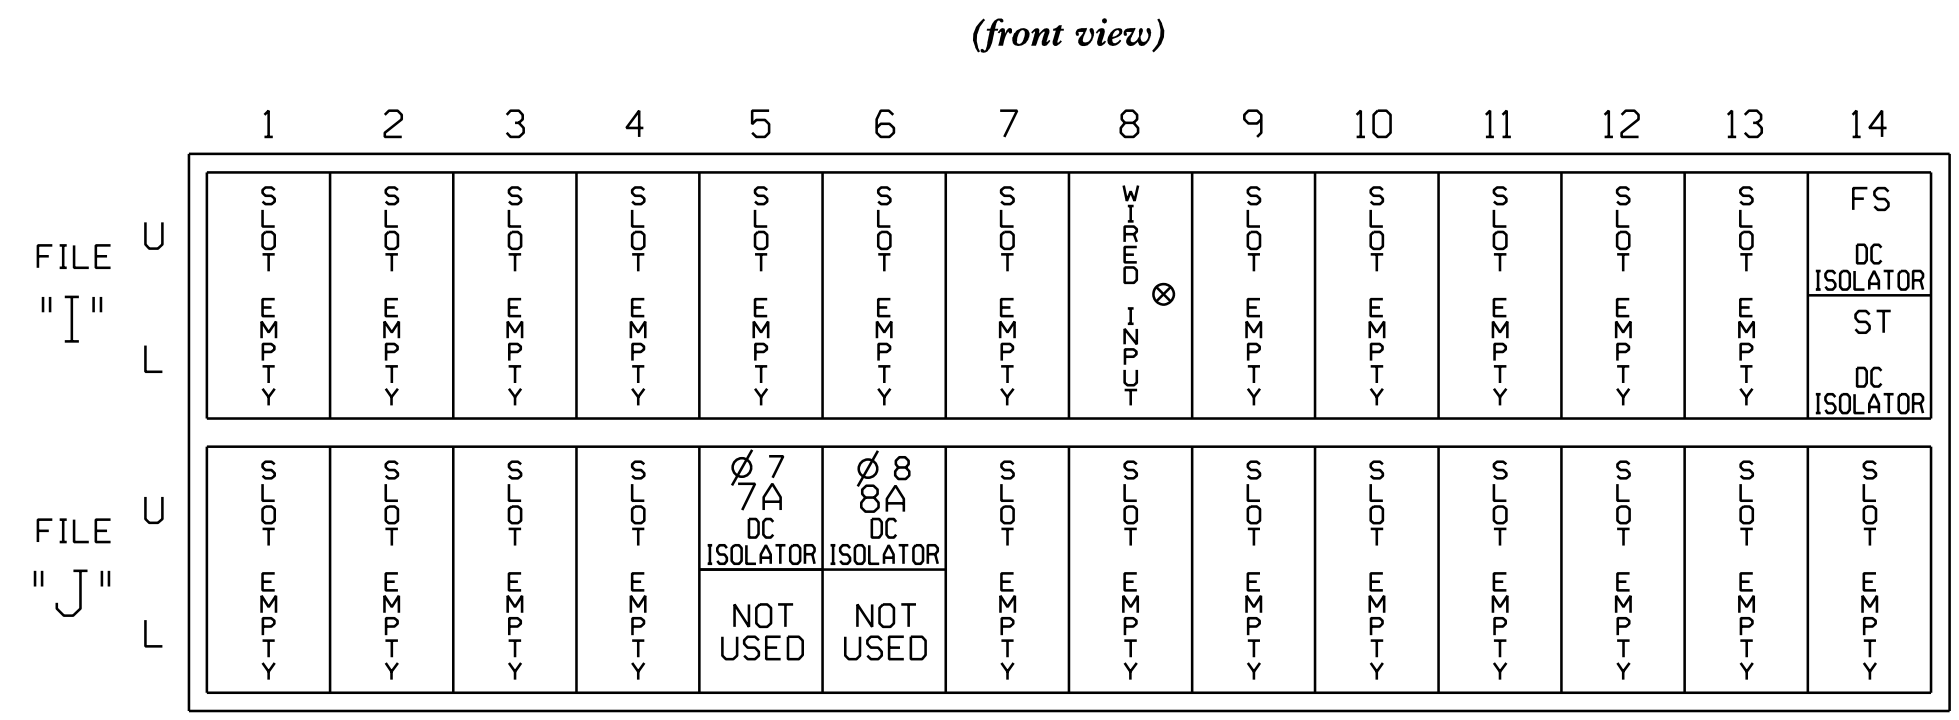 (front view)
1 2 3 4 5 6 7 8 9 10 11 12 13 14
FILE "I"
U
L
SLOT EMPTY
SLOT EMPTY
SLOT EMPTY
SLOT EMPTY
SLOT EMPTY
SLOT EMPTY
SLOT EMPTY
WIRED INPUT
SLOT EMPTY
SLOT EMPTY
SLOT EMPTY
SLOT EMPTY
SLOT EMPTY
FS
DC
ISOLATOR
ST
DC
ISOLATOR
FILE "J"
U
L
SLOT EMPTY
SLOT EMPTY
SLOT EMPTY
SLOT EMPTY
Ø 7
7A
DC
ISOLATOR
NOT
USED
Ø 8
8A
DC
ISOLATOR
NOT
USED
SLOT EMPTY
SLOT EMPTY
SLOT EMPTY
SLOT EMPTY
SLOT EMPTY
SLOT EMPTY
SLOT EMPTY
SLOT EMPTY